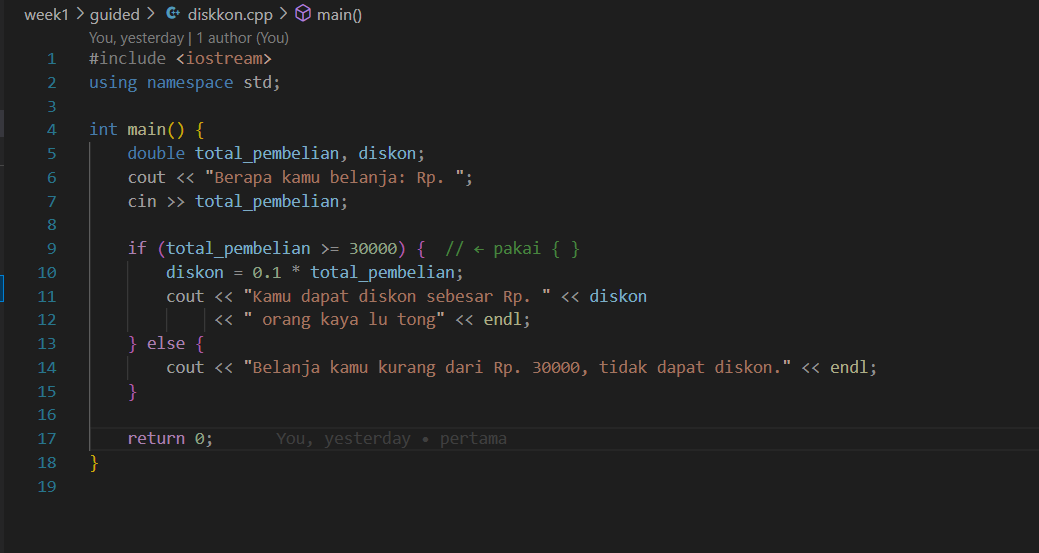 week1 > guided > diskkon.cpp > main()
You, yesterday | 1 author (You)
1 #include <iostream>
2 using namespace std;
3
4 int main() {
5 double total_pembelian, diskon;
6 cout << "Berapa kamu belanja: Rp. ";
7 cin >> total_pembelian;
8
9 if (total_pembelian >= 30000) { // ← pakai { }
10 diskon = 0.1 * total_pembelian;
11 cout << "Kamu dapat diskon sebesar Rp. " << diskon
12 << " orang kaya lu tong" << endl;
13 } else {
14 cout << "Belanja kamu kurang dari Rp. 30000, tidak dapat diskon." << endl;
15 }
16
17 return 0; You, yesterday • pertama
18 }
19